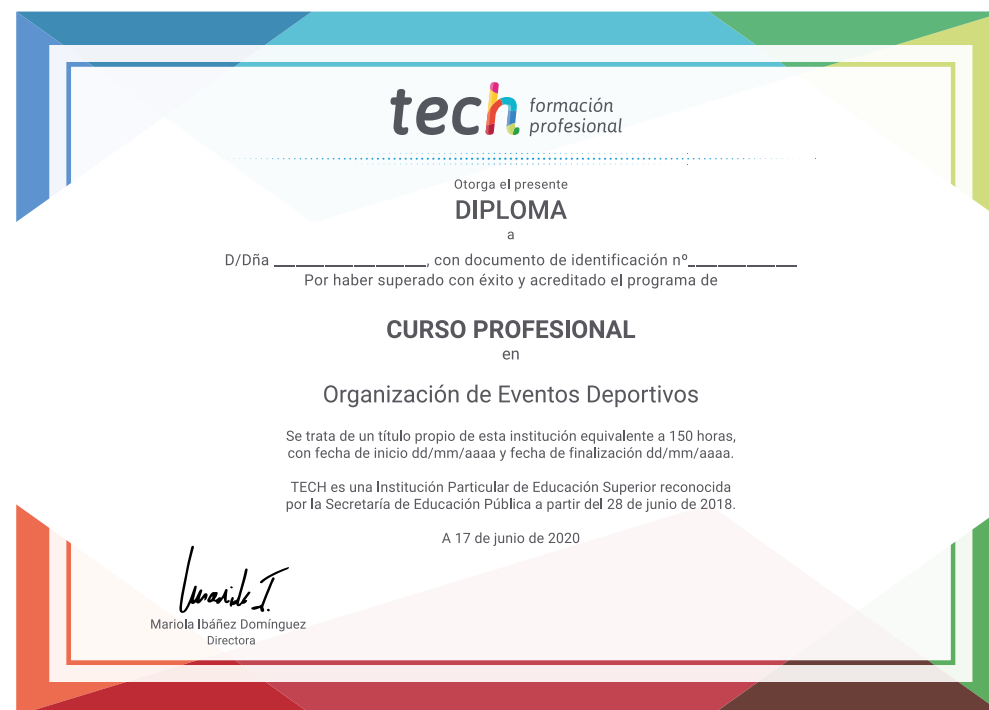 tech formación
profesional
Otorga el presente
DIPLOMA
a
D/Dña ____________________, con documento de identificación nº______________
Por haber superado con éxito y acreditado el programa de
CURSO PROFESIONAL
en
Organización de Eventos Deportivos
Se trata de un título propio de esta institución equivalente a 150 horas,
con fecha de inicio dd/mm/aaaa y fecha de finalización dd/mm/aaaa.
TECH es una Institución Particular de Educación Superior reconocida
por la Secretaría de Educación Pública a partir del 28 de junio de 2018.
A 17 de junio de 2020
Mariola Ibáñez Domínguez
Directora